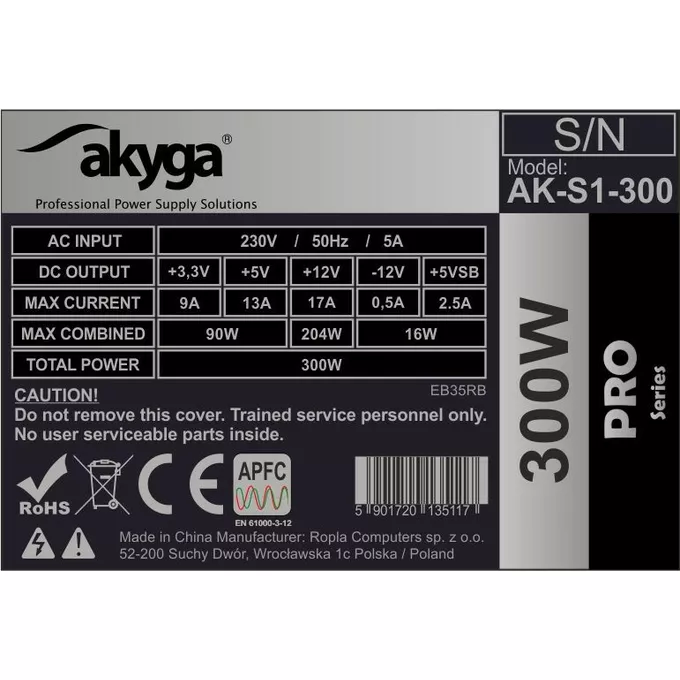 akyga®
Professional Power Supply Solutions
S/N
Model:
AK-S1-300
AC INPUT 230V / 50Hz / 5A
DC OUTPUT +3,3V +5V +12V -12V +5VSB
MAX CURRENT 9A 13A 17A 0,5A 2.5A
MAX COMBINED 90W 204W 16W
TOTAL POWER 300W
EB35RB
CAUTION!
Do not remove this cover. Trained service personnel only.
No user serviceable parts inside.
RoHS
CE
APFC
EN 61000-3-12
5 901720 135117
Made in China Manufacturer: Ropla Computers sp. z o.o.
52-200 Suchy Dwór, Wrocławska 1c Polska / Poland
300W
PRO
Series